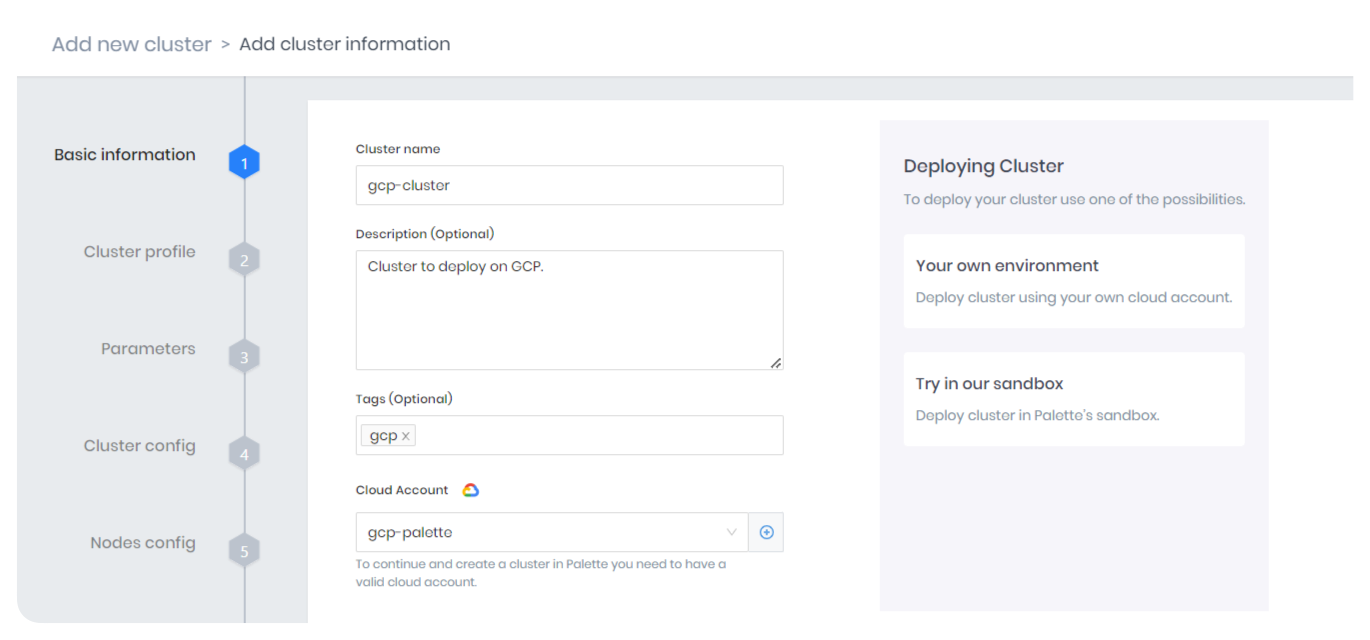 Add new cluster > Add cluster information
Basic information
1
Cluster profile
2
Parameters
3
Cluster config
4
Nodes config
5
Cluster name
gcp-cluster
Description (Optional)
Cluster to deploy on GCP.
Tags (Optional)
gcp x
Cloud Account
gcp-palette
To continue and create a cluster in Palette you need to have a
valid cloud account.
Deploying Cluster
To deploy your cluster use one of the possibilities.
Your own environment
Deploy cluster using your own cloud account.
Try in our sandbox
Deploy cluster in Palette's sandbox.